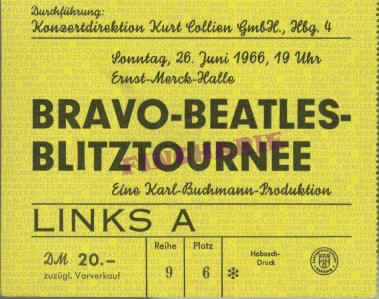 Durchführung:
Konzertdirektion Kurt Collien GmbH., Hbg. 4
Sonntag, 26. Juni 1966, 19 Uhr
Ernst-Merck-Halle
BRAVO-BEATLES-
BLITZTOURNEE
Eine Karl-Buchmann-Produktion
LINKS A
DM 20.-
zuzügl. Vorverkauf
Reihe
9
Platz
6
*
Habasch-
Druck